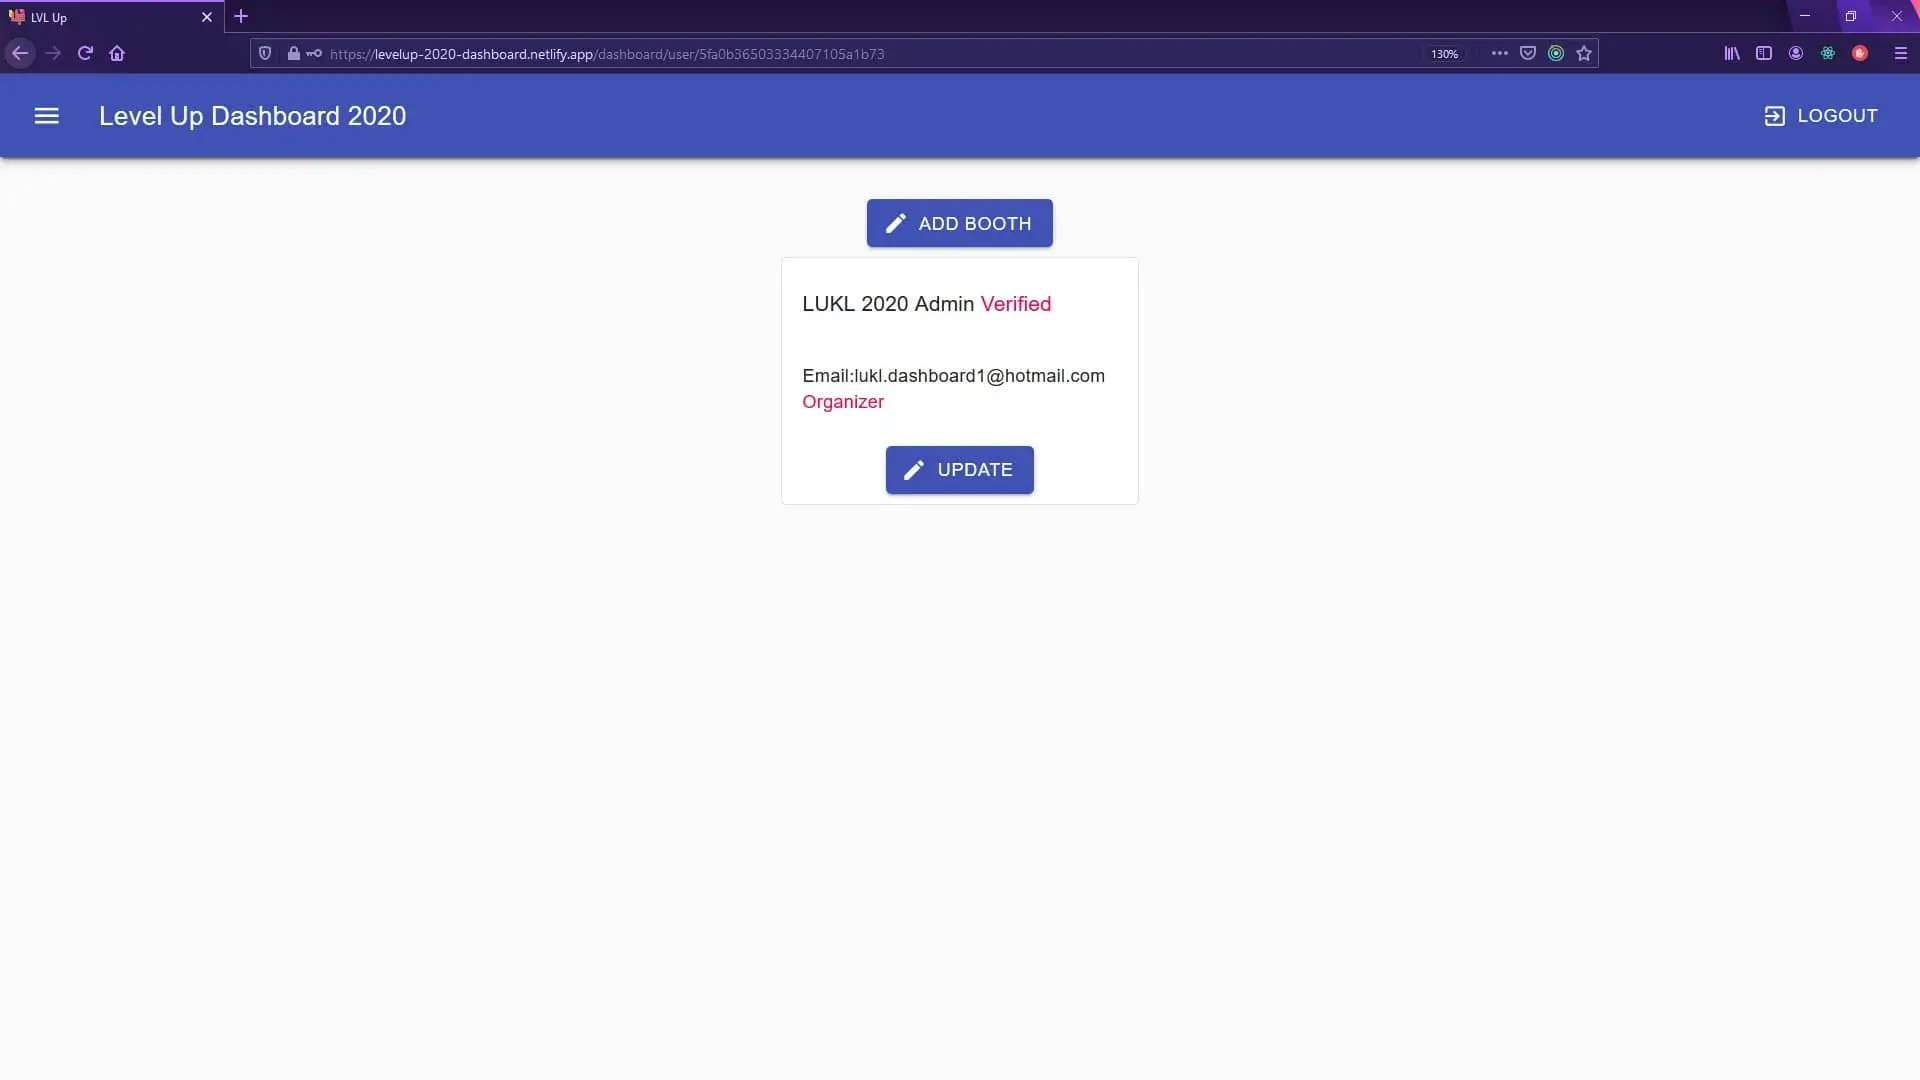 LVL Up
https://levelup-2020-dashboard.netlify.app/dashboard/user/5fa0b36503334407105a1b73
130%
Level Up Dashboard 2020
LOGOUT
ADD BOOTH
LUKL 2020 Admin Verified
Email:lukl.dashboard1@hotmail.com
Organizer
UPDATE